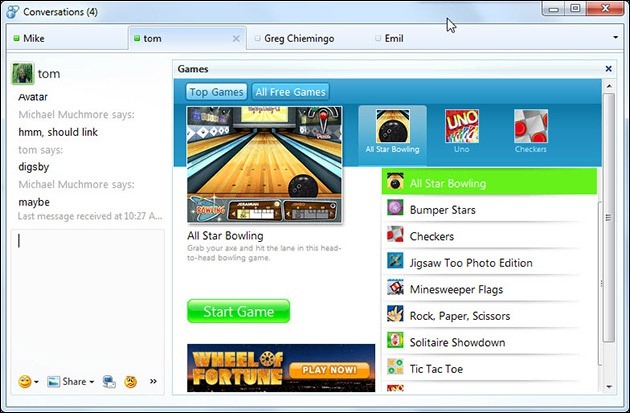 Conversations (4)
Mike
tom
Greg Chiemingo
Emil
tom
Avatar
Michael Muchmore says:
hmm, should link
tom says:
digsby
Michael Muchmore says:
maybe
Last message received at 10:27 A...
Share
»
Games
Top Games
All Free Games
All Star Bowling
Uno
Checkers
UNO
BOWLING
All Star Bowling
Grab your axe and hit the lane in this head-
to-head bowling game.
Start Game
WHEEL OF
FORTUNE
PLAY NOW!
All Star Bowling
Bumper Stars
Checkers
Jigsaw Too Photo Edition
Minesweeper Flags
Rock, Paper, Scissors
Solitaire Showdown
Tic Tac Toe